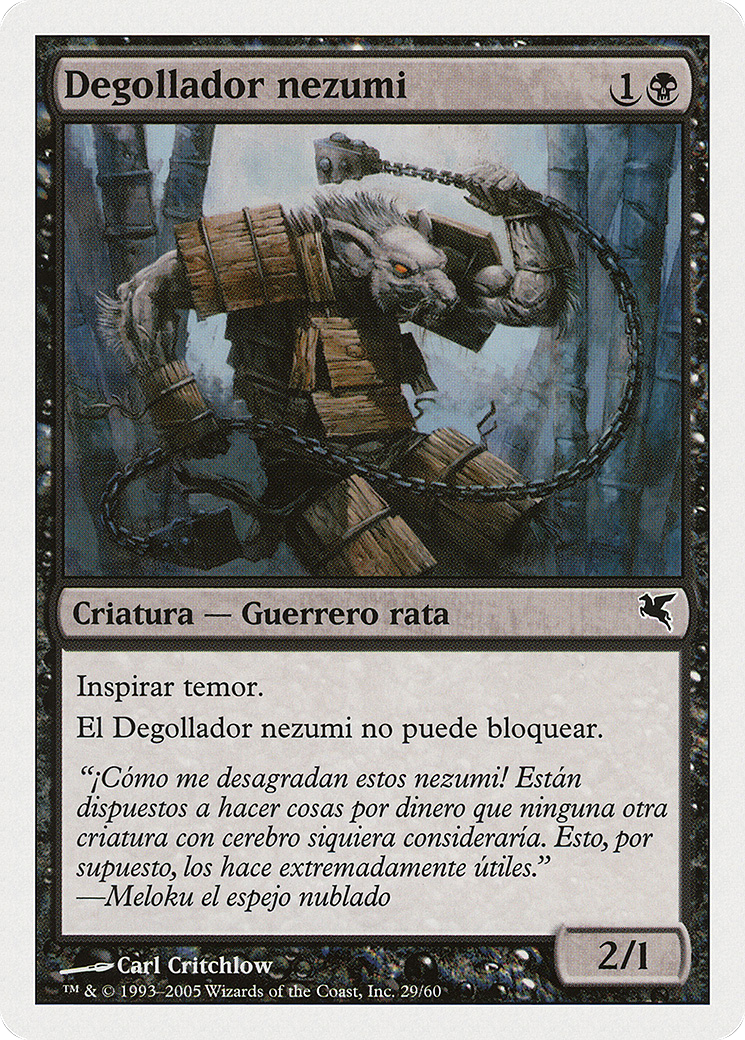 Degollador nezumi 1
Criatura — Guerrero rata
Inspirar temor.
El Degollador nezumi no puede bloquear.
“¡Cómo me desagradan estos nezumi! Están
dispuestos a hacer cosas por dinero que ninguna otra
criatura con cerebro siquiera consideraría. Esto, por
supuesto, los hace extremadamente útiles.”
—Meloku el espejo nublado
2/1
Carl Critchlow
™ & © 1993–2005 Wizards of the Coast, Inc. 29/60